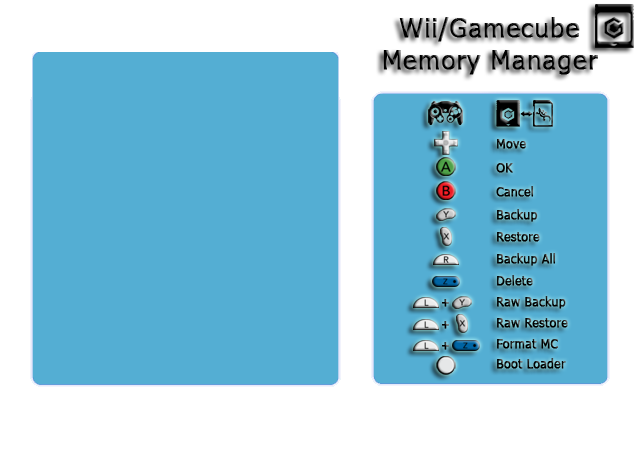 Wii/Gamecube
Memory Manager
Move
A OK
B Cancel
Y Backup
X Restore
R Backup All
Z Delete
L + Y Raw Backup
L + X Raw Restore
L + Z Format MC
Boot Loader